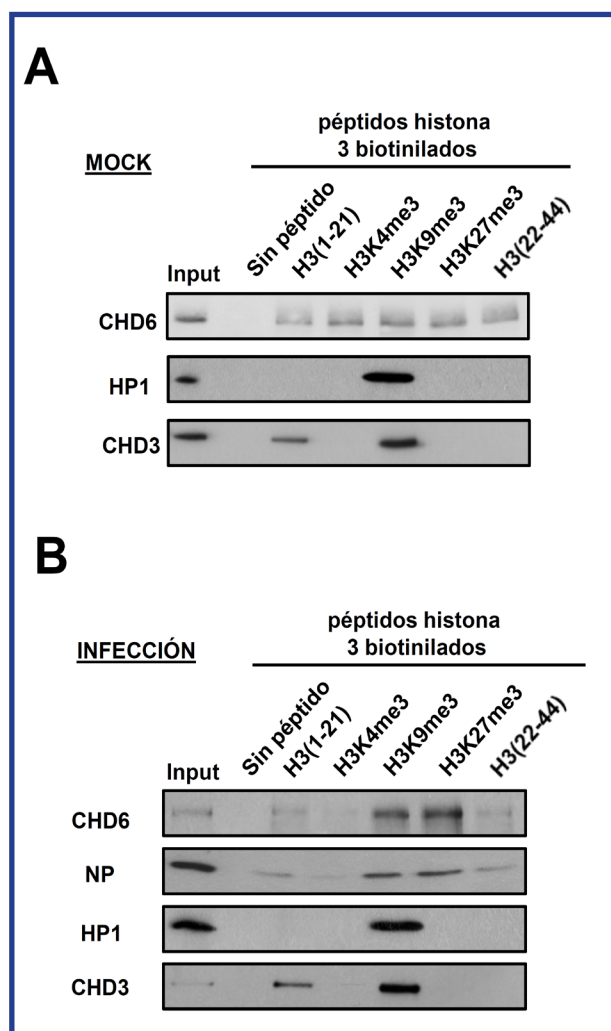 A
péptidos histona
3 biotinilados
MOCK
Input
Sin péptido
H3(1-21)
H3K4me3
H3K9me3
H3K27me3
H3(22-44)
CHD6
HP1
CHD3
B
péptidos histona
3 biotinilados
INFECCIÓN
Input
Sin péptido
H3(1-21)
H3K4me3
H3K9me3
H3K27me3
H3(22-44)
CHD6
NP
HP1
CHD3